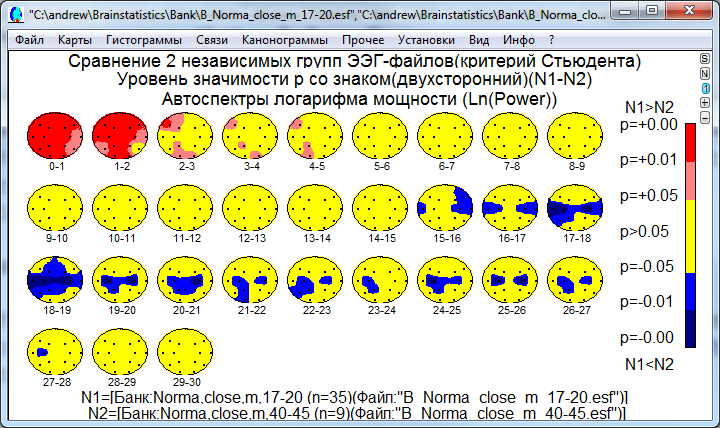 "C:\andrew\Brainstatistics\Bank\B_Norma_close_m_17-20.esf","C:\andrew\Brainstatistics\Bank\B_Norma_clo...
Файл Карты Гистограммы Связи Канонограммы Прочее Установки Вид Инфо ?
Сравнение 2 независимых групп ЭЭГ-файлов(критерий Стьюдента)
Уровень значимости p со знаком(двухсторонний)(N1-N2)
Автоспектры логарифма мощности (Ln(Power))
S
N
1
+
−
N1>N2
p=+0.00
p=+0.01
p=+0.05
p>0.05
p=-0.05
p=-0.01
p=-0.00
N1<N2
0-1 1-2 2-3 3-4 4-5 5-6 6-7 7-8 8-9
9-10 10-11 11-12 12-13 13-14 14-15 15-16 16-17 17-18
18-19 19-20 20-21 21-22 22-23 23-24 24-25 25-26 26-27
27-28 28-29 29-30
N1=[Банк:Norma,close,m,17-20 (n=35)(Файл:"B_Norma_close_m_17-20.esf")]
N2=[Банк:Norma,close,m,40-45 (n=9)(Файл:"B_Norma_close_m_40-45.esf")]